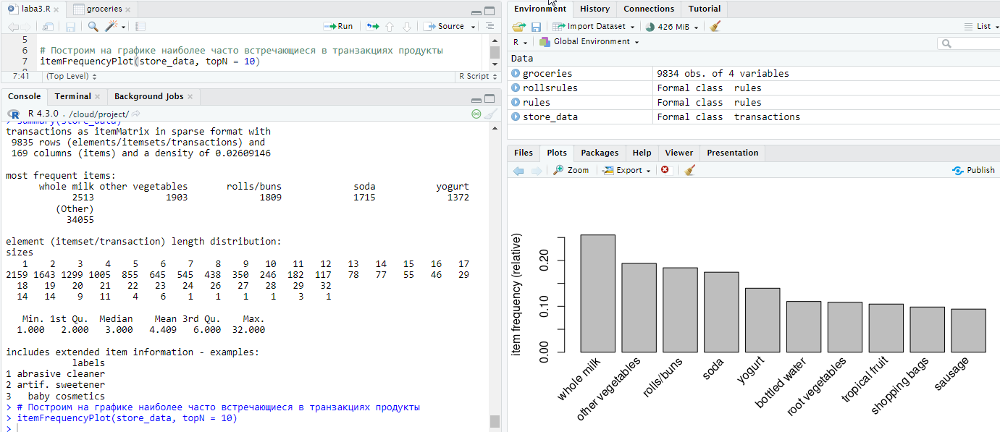 laba3.R
groceries
Run
Source
5
6 # Построим на графике наиболее часто встречающиеся в транзакциях продукты
7 itemFrequencyPlot(store_data, topN = 10)
7:41 (Top Level) R Script
Console Terminal Background Jobs
R 4.3.0 . /cloud/project/
> summary(store_data)
transactions as itemMatrix in sparse format with
9835 rows (elements/itemsets/transactions) and
169 columns (items) and a density of 0.02609146
most frequent items:
whole milk other vegetables rolls/buns soda yogurt
2513 1903 1809 1715 1372
(Other)
34055
element (itemset/transaction) length distribution:
sizes
1 2 3 4 5 6 7 8 9 10 11 12 13 14 15 16 17
2159 1643 1299 1005 855 645 545 438 350 246 182 117 78 77 55 46 29
18 19 20 21 22 23 24 26 27 28 29 32
14 14 9 11 4 6 1 1 1 1 3 1
Min. 1st Qu. Median Mean 3rd Qu. Max.
1.000 2.000 3.000 4.409 6.000 32.000
includes extended item information - examples:
labels
1 abrasive cleaner
2 artif. sweetener
3 baby cosmetics
> # Построим на графике наиболее часто встречающиеся в транзакциях продукты
> itemFrequencyPlot(store_data, topN = 10)
>
Environment History Connections Tutorial
Import Dataset 426 MiB List
R Global Environment
Data
groceries 9834 obs. of 4 variables
rollsrules Formal class rules
rules Formal class rules
store_data Formal class transactions
Files Plots Packages Help Viewer Presentation
Zoom Export Publish
item frequency (relative)
0.20
0.10
0.00
whole milk
other vegetables
rolls/buns
soda
yogurt
bottled water
root vegetables
tropical fruit
shopping bags
sausage